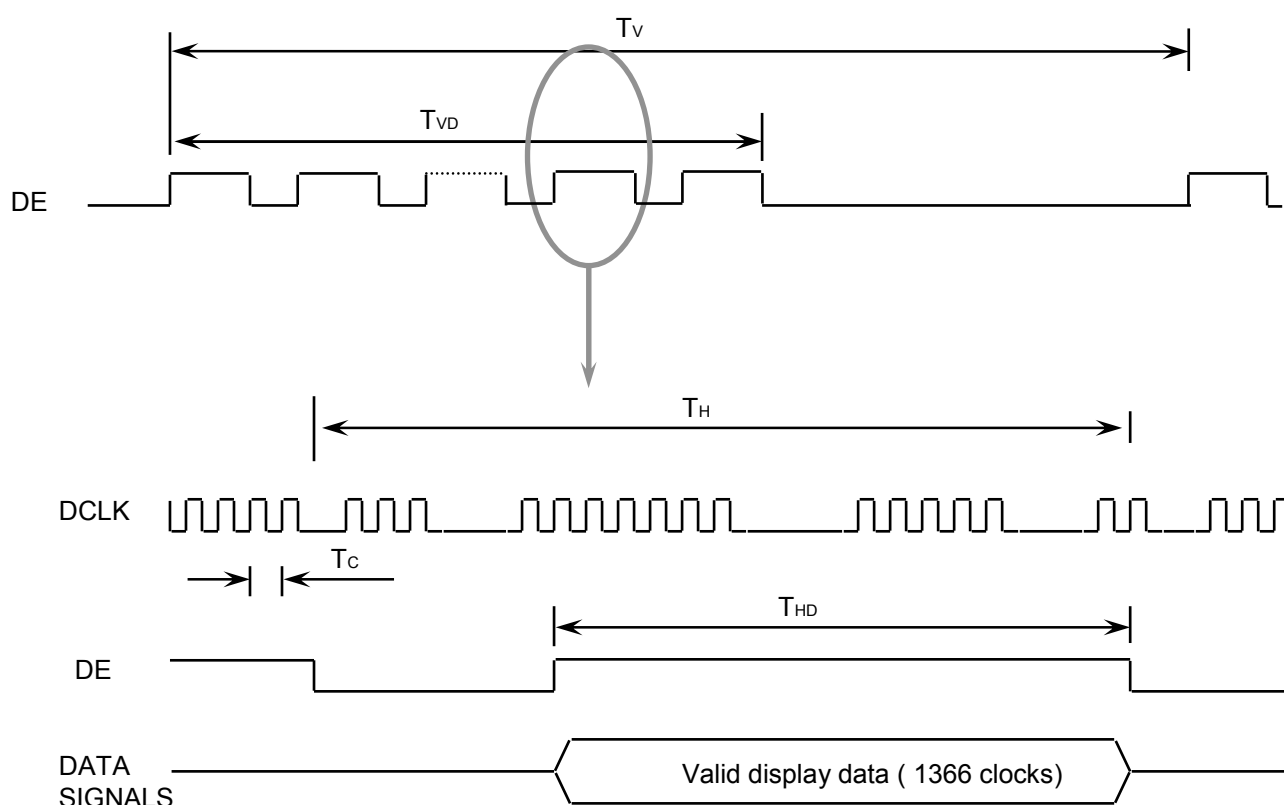 TV
TVD
DE
TH
DCLK
TC
THD
DE
DATA
SIGNALS
Valid display data ( 1366 clocks)